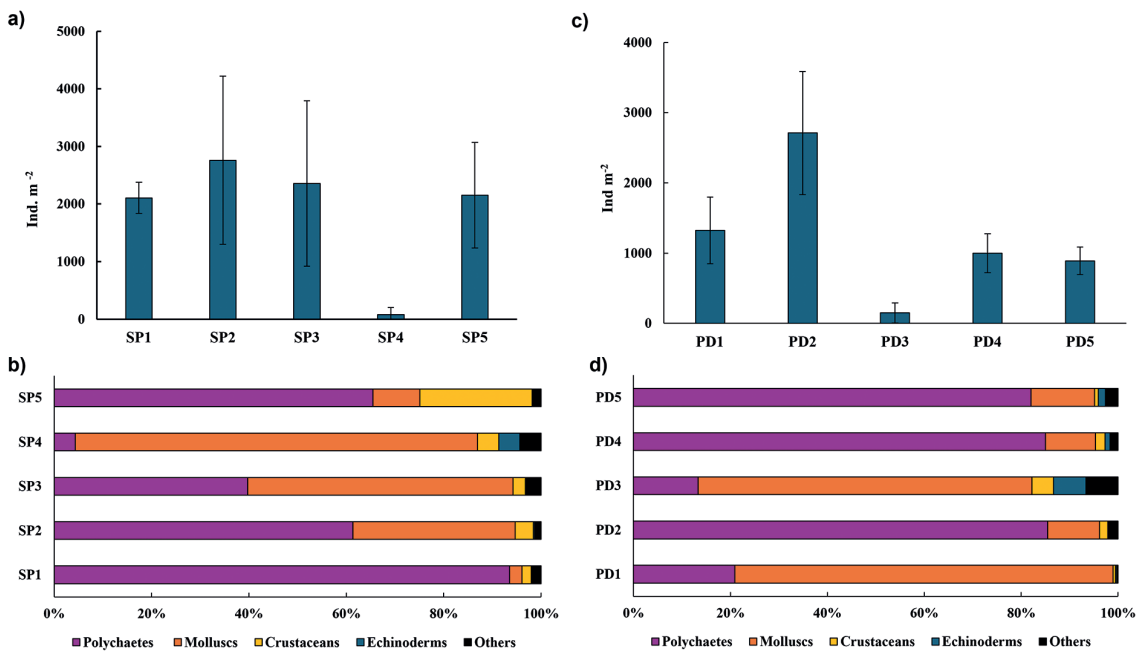 a)
5000
4000
3000
2000
1000
0
Ind. m⁻²
SP1 SP2 SP3 SP4 SP5
b)
SP5
SP4
SP3
SP2
SP1
0% 20% 40% 60% 80% 100%
Polychaetes Molluscs Crustaceans Echinoderms Others
c)
4000
3000
2000
1000
0
Ind m⁻²
PD1 PD2 PD3 PD4 PD5
d)
PD5
PD4
PD3
PD2
PD1
0% 20% 40% 60% 80% 100%
Polychaetes Molluscs Crustaceans Echinoderms Others